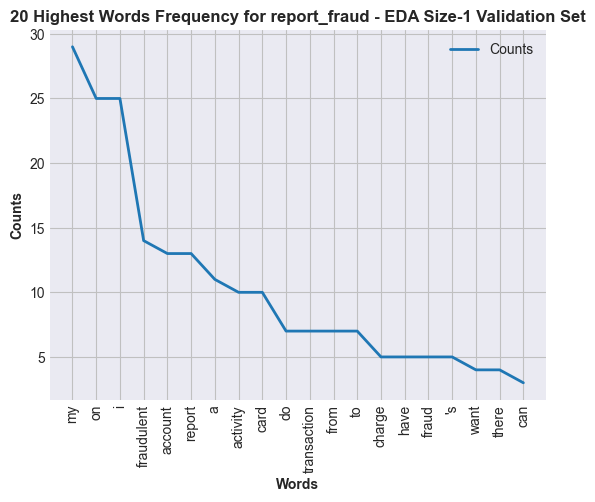 20 Highest Words Frequency for report_fraud - EDA Size-1 Validation Set
Counts
30
25
20
15
10
5
Counts
my
on
i
fraudulent
account
report
a
activity
card
do
transaction
from
to
charge
have
fraud
's
want
there
can
Words